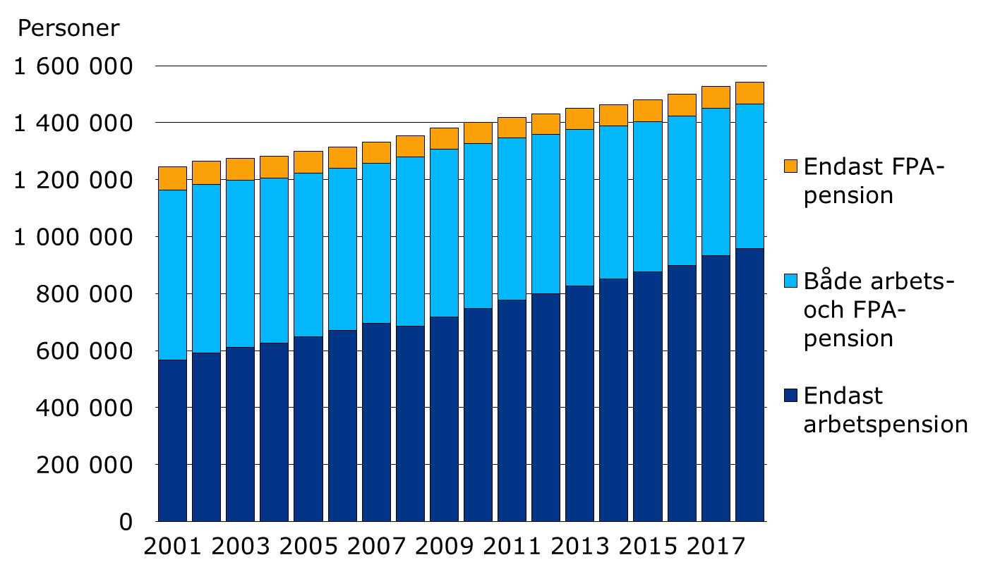 Personer
1 600 000
1 400 000
1 200 000
1 000 000
800 000
600 000
400 000
200 000
0
2001 2003 2005 2007 2009 2011 2013 2015 2017
Endast FPA-
pension
Både arbets-
och FPA-
pension
Endast
arbetspension